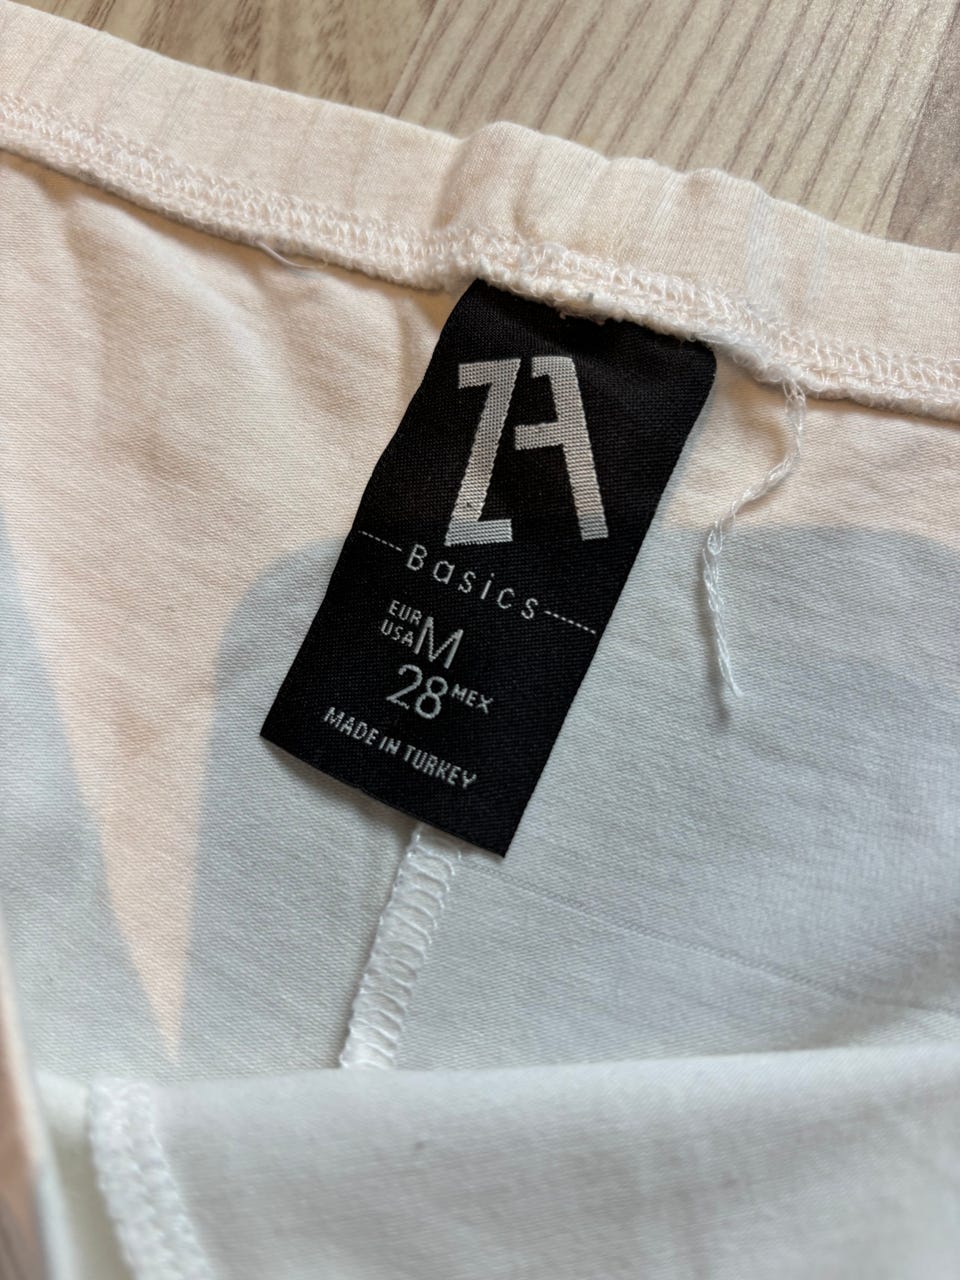 ZA
Basics
EUR
USA M
28 MEX
MADE IN TURKEY